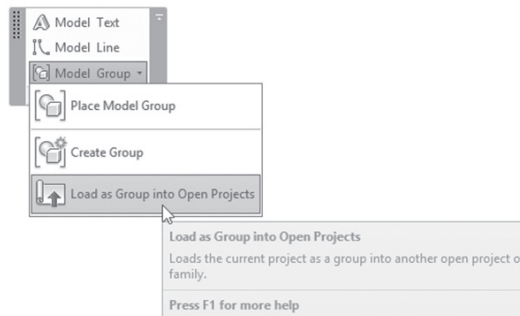 Model Text
Model Line
Model Group
Place Model Group
Create Group
Load as Group into Open Projects
Load as Group into Open Projects
Loads the current project as a group into another open project o
family.
Press F1 for more help